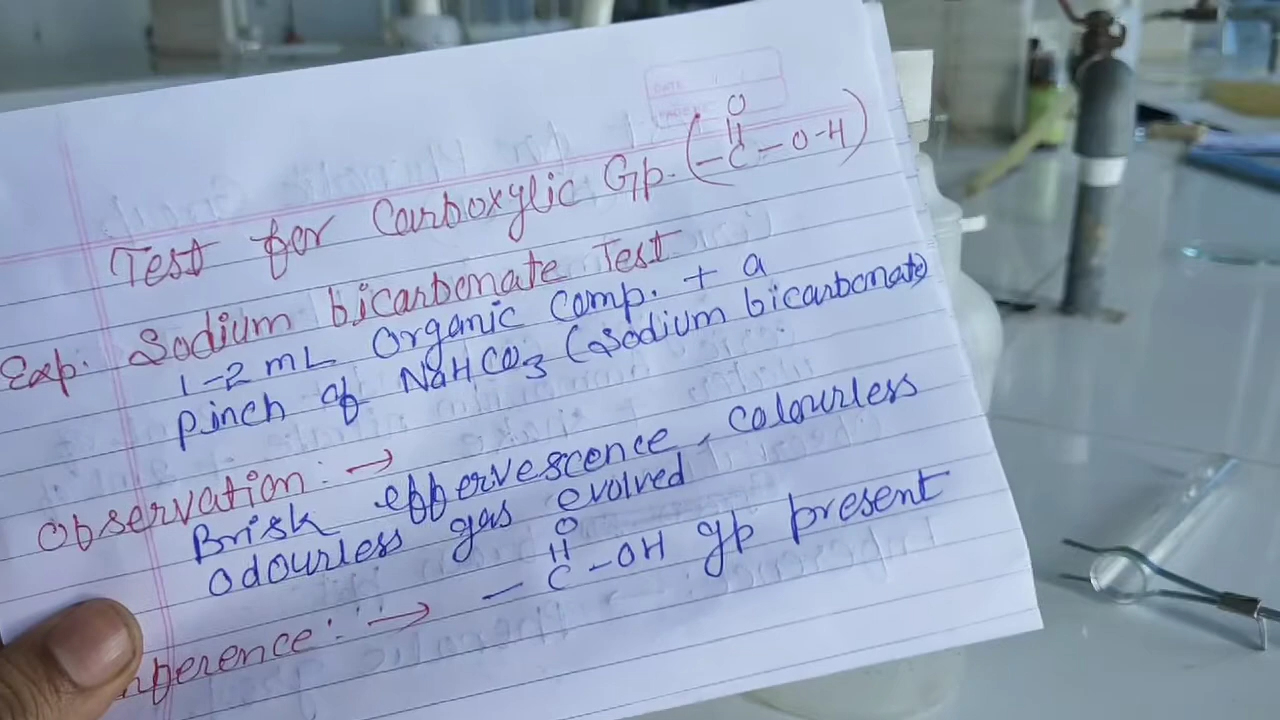 Test for Carboxylic Gp. (-C-O-H)
O
Exp. Sodium bicarbonate Test
1-2 mL Organic Comp. + a
pinch of NaHCO3 (Sodium bicarbonate)
Observation: →
Brisk effervescence, colourless
odourless gas evolved
O
nference: → -C-OH gp present